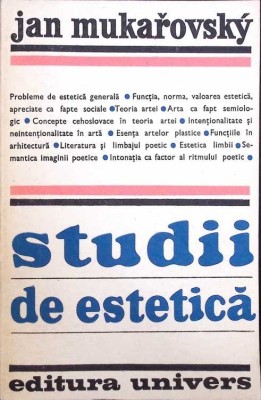 jan mukařovský
Probleme de estetică generală ● Funcția, norma, valoarea estetică,
apreciate ca fapte sociale ● Teoria artei ● Arta ca fapt semiolo-
gic ● Concepte cehoslovace în teoria artei ● Intenționalitate și
neintenționalitate în artă ● Esența artelor plastice ● Funcțiile în
arhitectură ● Literatura și limbajul poetic ● Estetica limbii ● Se-
mantica imaginii poetice ● Intonația ca factor al ritmului poetic ●
studii
de estetică
editura univers